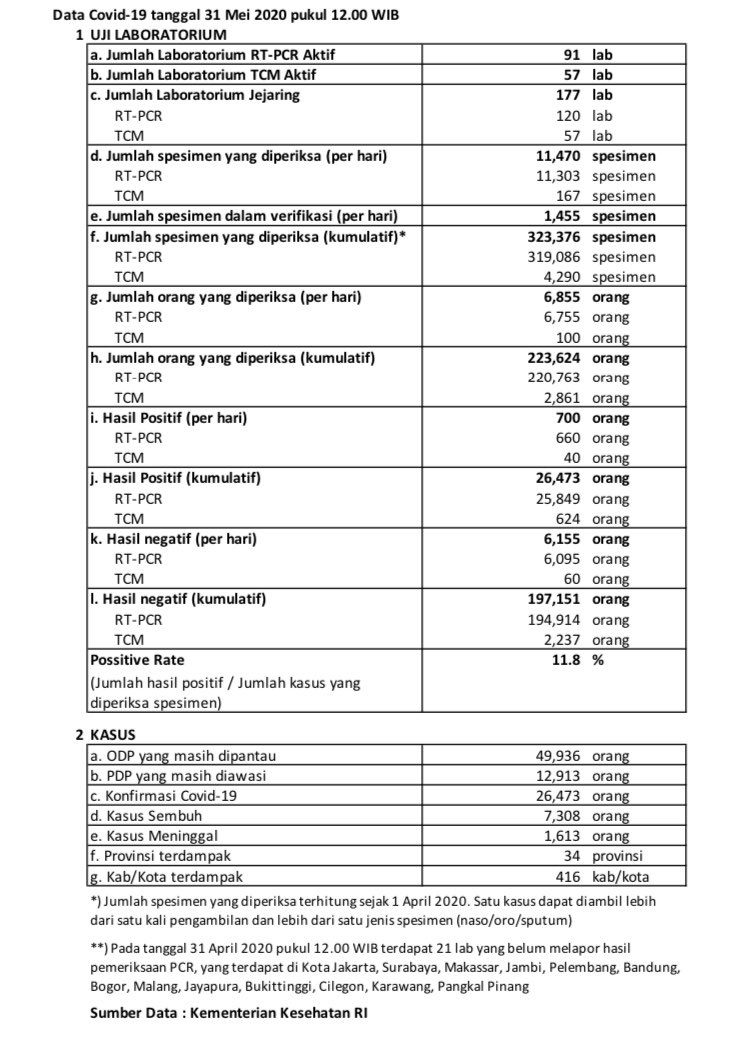 Data Covid-19 tanggal 31 Mei 2020 pukul 12.00 WIB
1 UJI LABORATORIUM
a. Jumlah Laboratorium RT-PCR Aktif 91 lab
b. Jumlah Laboratorium TCM Aktif 57 lab
c. Jumlah Laboratorium Jejaring 177 lab
RT-PCR 120 lab
TCM 57 lab
d. Jumlah spesimen yang diperiksa (per hari) 11,470 spesimen
RT-PCR 11,303 spesimen
TCM 167 spesimen
e. Jumlah spesimen dalam verifikasi (per hari) 1,455 spesimen
f. Jumlah spesimen yang diperiksa (kumulatif)* 323,376 spesimen
RT-PCR 319,086 spesimen
TCM 4,290 spesimen
g. Jumlah orang yang diperiksa (per hari) 6,855 orang
RT-PCR 6,755 orang
TCM 100 orang
h. Jumlah orang yang diperiksa (kumulatif) 223,624 orang
RT-PCR 220,763 orang
TCM 2,861 orang
i. Hasil Positif (per hari) 700 orang
RT-PCR 660 orang
TCM 40 orang
j. Hasil Positif (kumulatif) 26,473 orang
RT-PCR 25,849 orang
TCM 624 orang
k. Hasil negatif (per hari) 6,155 orang
RT-PCR 6,095 orang
TCM 60 orang
l. Hasil negatif (kumulatif) 197,151 orang
RT-PCR 194,914 orang
TCM 2,237 orang
Possitive Rate 11.8 %
(Jumlah hasil positif / Jumlah kasus yang
diperiksa spesimen)
2 KASUS
a. ODP yang masih dipantau 49,936 orang
b. PDP yang masih diawasi 12,913 orang
c. Konfirmasi Covid-19 26,473 orang
d. Kasus Sembuh 7,308 orang
e. Kasus Meninggal 1,613 orang
f. Provinsi terdampak 34 provinsi
g. Kab/Kota terdampak 416 kab/kota
*) Jumlah spesimen yang diperiksa terhitung sejak 1 April 2020. Satu kasus dapat diambil lebih
dari satu kali pengambilan dan lebih dari satu jenis spesimen (naso/oro/sputum)
**) Pada tanggal 31 April 2020 pukul 12.00 WIB terdapat 21 lab yang belum melapor hasil
pemeriksaan PCR, yang terdapat di Kota Jakarta, Surabaya, Makassar, Jambi, Pelembang, Bandung,
Bogor, Malang, Jayapura, Bukittinggi, Cilegon, Karawang, Pangkal Pinang
Sumber Data : Kementerian Kesehatan RI